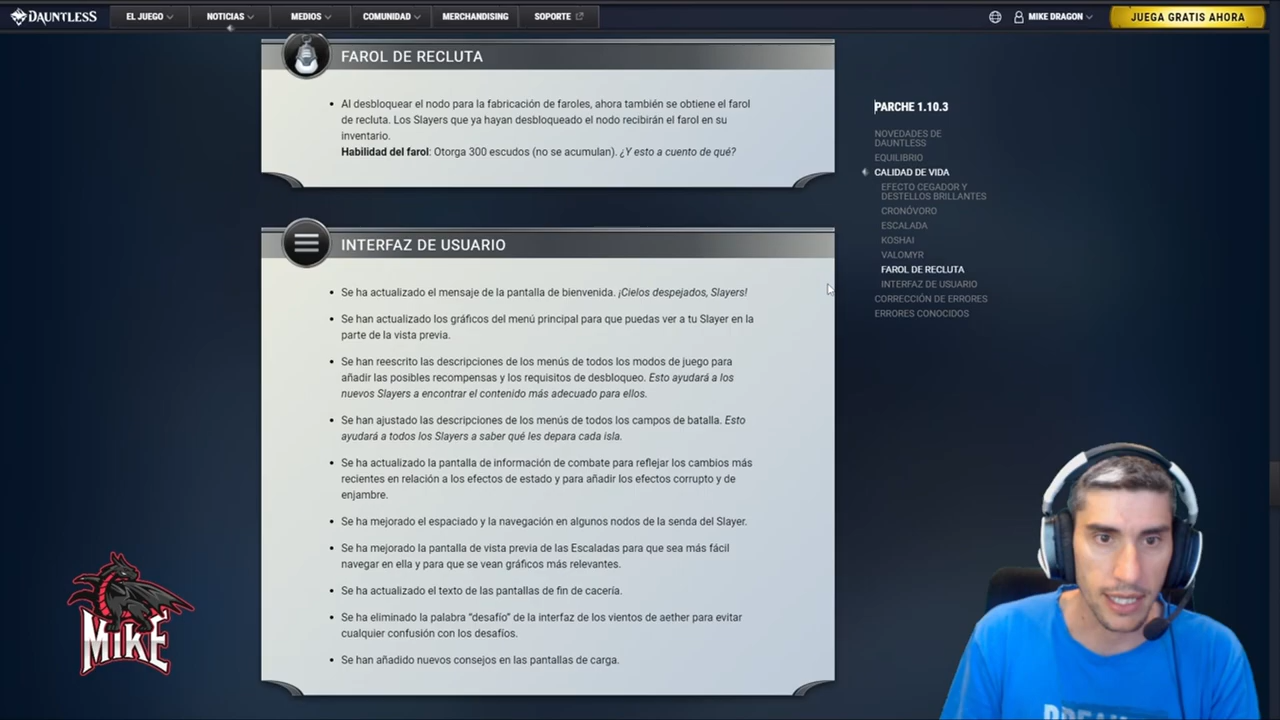 DAUNTLESS
EL JUEGO
NOTICIAS
MEDIOS
COMUNIDAD
MERCHANDISING
SOPORTE
MIKE DRAGON
JUEGA GRATIS AHORA
FAROL DE RECLUTA
• Al desbloquear el nodo para la fabricación de faroles, ahora también se obtiene el farol
de recluta. Los Slayers que ya hayan desbloqueado el nodo recibirán el farol en su
inventario.
Habilidad del farol: Otorga 300 escudos (no se acumulan). ¿Y esto a cuento de qué?
INTERFAZ DE USUARIO
• Se ha actualizado el mensaje de la pantalla de bienvenida. ¡Cielos despejados, Slayers!
• Se han actualizado los gráficos del menú principal para que puedas ver a tu Slayer en la
parte de la vista previa.
• Se han reescrito las descripciones de los menús de todos los modos de juego para
añadir las posibles recompensas y los requisitos de desbloqueo. Esto ayudará a los
nuevos Slayers a encontrar el contenido más adecuado para ellos.
• Se han ajustado las descripciones de los menús de todos los campos de batalla. Esto
ayudará a todos los Slayers a saber qué les depara cada isla.
• Se ha actualizado la pantalla de información de combate para reflejar los cambios más
recientes en relación a los efectos de estado y para añadir los efectos corrupto y de
enjambre.
• Se ha mejorado el espaciado y la navegación en algunos nodos de la senda del Slayer.
• Se ha mejorado la pantalla de vista previa de las Escaladas para que sea más fácil
navegar en ella y para que se vean gráficos más relevantes.
• Se ha actualizado el texto de las pantallas de fin de cacería.
• Se ha eliminado la palabra “desafío” de la interfaz de los vientos de aether para evitar
cualquier confusión con los desafíos.
• Se han añadido nuevos consejos en las pantallas de carga.
PARCHE 1.10.3
NOVEDADES DE
DAUNTLESS
EQUILIBRIO
CALIDAD DE VIDA
EFECTO CEGADOR Y
DESTELLOS BRILLANTES
CRONÓVORO
ESCALADA
KOSHAI
VALOMYR
FAROL DE RECLUTA
INTERFAZ DE USUARIO
CORRECCIÓN DE ERRORES
ERRORES CONOCIDOS
MIKE